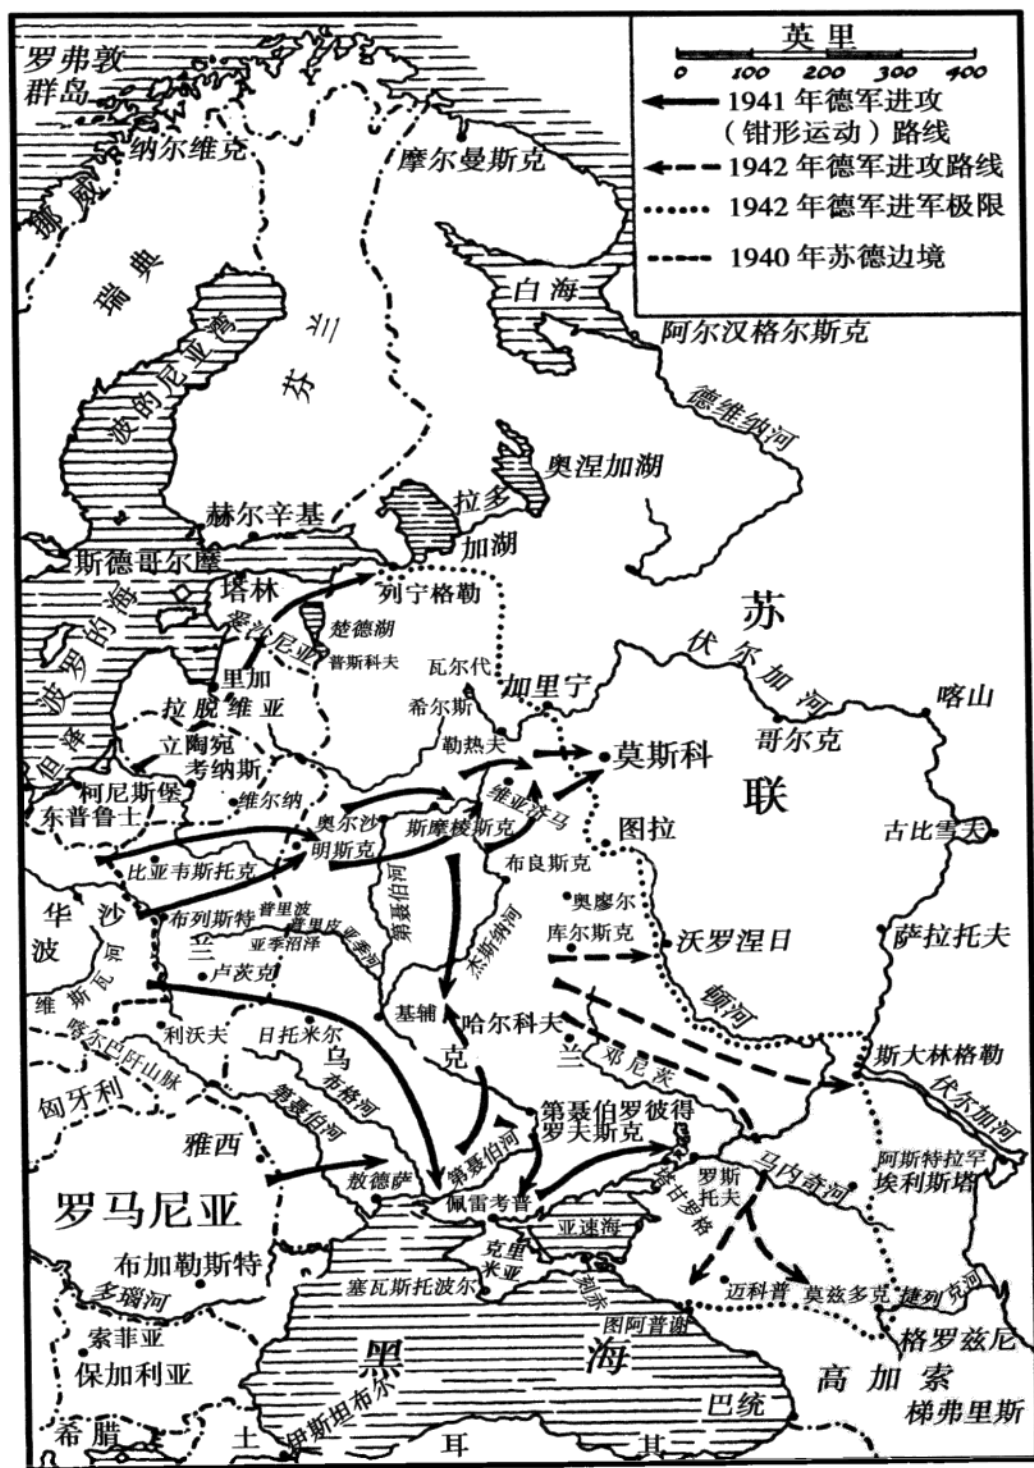 英里
0 100 200 300 400
1941 年德军进攻
（钳形运动）路线
1942 年德军进攻路线
1942 年德军进军极限
1940 年苏德边境
罗弗敦
群岛
纳尔维克
摩尔曼斯克
挪威
瑞典
芬兰
白海
阿尔汉格尔斯克
波的尼亚湾
德维纳河
奥涅加湖
拉多
加湖
赫尔辛基
斯德哥尔摩
塔林
列宁格勒
波罗的海
爱沙尼亚
楚德湖
普斯科夫
苏
伏尔加河
里加
瓦尔代
加里宁
喀山
拉脱维亚
希尔斯
哥尔克
勒热夫
但泽
立陶宛
考纳斯
莫斯科
柯尼斯堡
东普鲁士
维尔纳
维亚济马
联
奥尔沙
斯摩棱斯克
图拉
古比雪夫
明斯克
比亚韦斯托克
布良斯克
第聂伯河
奥廖尔
华沙
布列斯特
普里波
普里皮亚季河
亚季沼泽
杰斯纳河
库尔斯克
沃罗涅日
萨拉托夫
波
兰
卢茨克
维斯瓦河
顿河
基辅
哈尔科夫
利沃夫
日托米尔
乌
克
兰
喀尔巴阡山脉
邓尼茨
斯大林格勒
匈牙利
布格河
第聂伯河
伏尔加河
第聂伯罗彼得
罗夫斯克
雅西
第聂伯河
敖德萨
塔甘罗格
罗斯
托夫
马内奇河
阿斯特拉罕
埃利斯塔
罗马尼亚
佩雷考普
亚速海
克里
米亚
布加勒斯特
塞瓦斯托波尔
刻赤
迈科普
莫兹多克
捷列克河
多瑙河
图阿普谢
索菲亚
黑海
格罗兹尼
保加利亚
高加索
巴统
梯弗里斯
希腊
土耳其
伊斯坦布尔